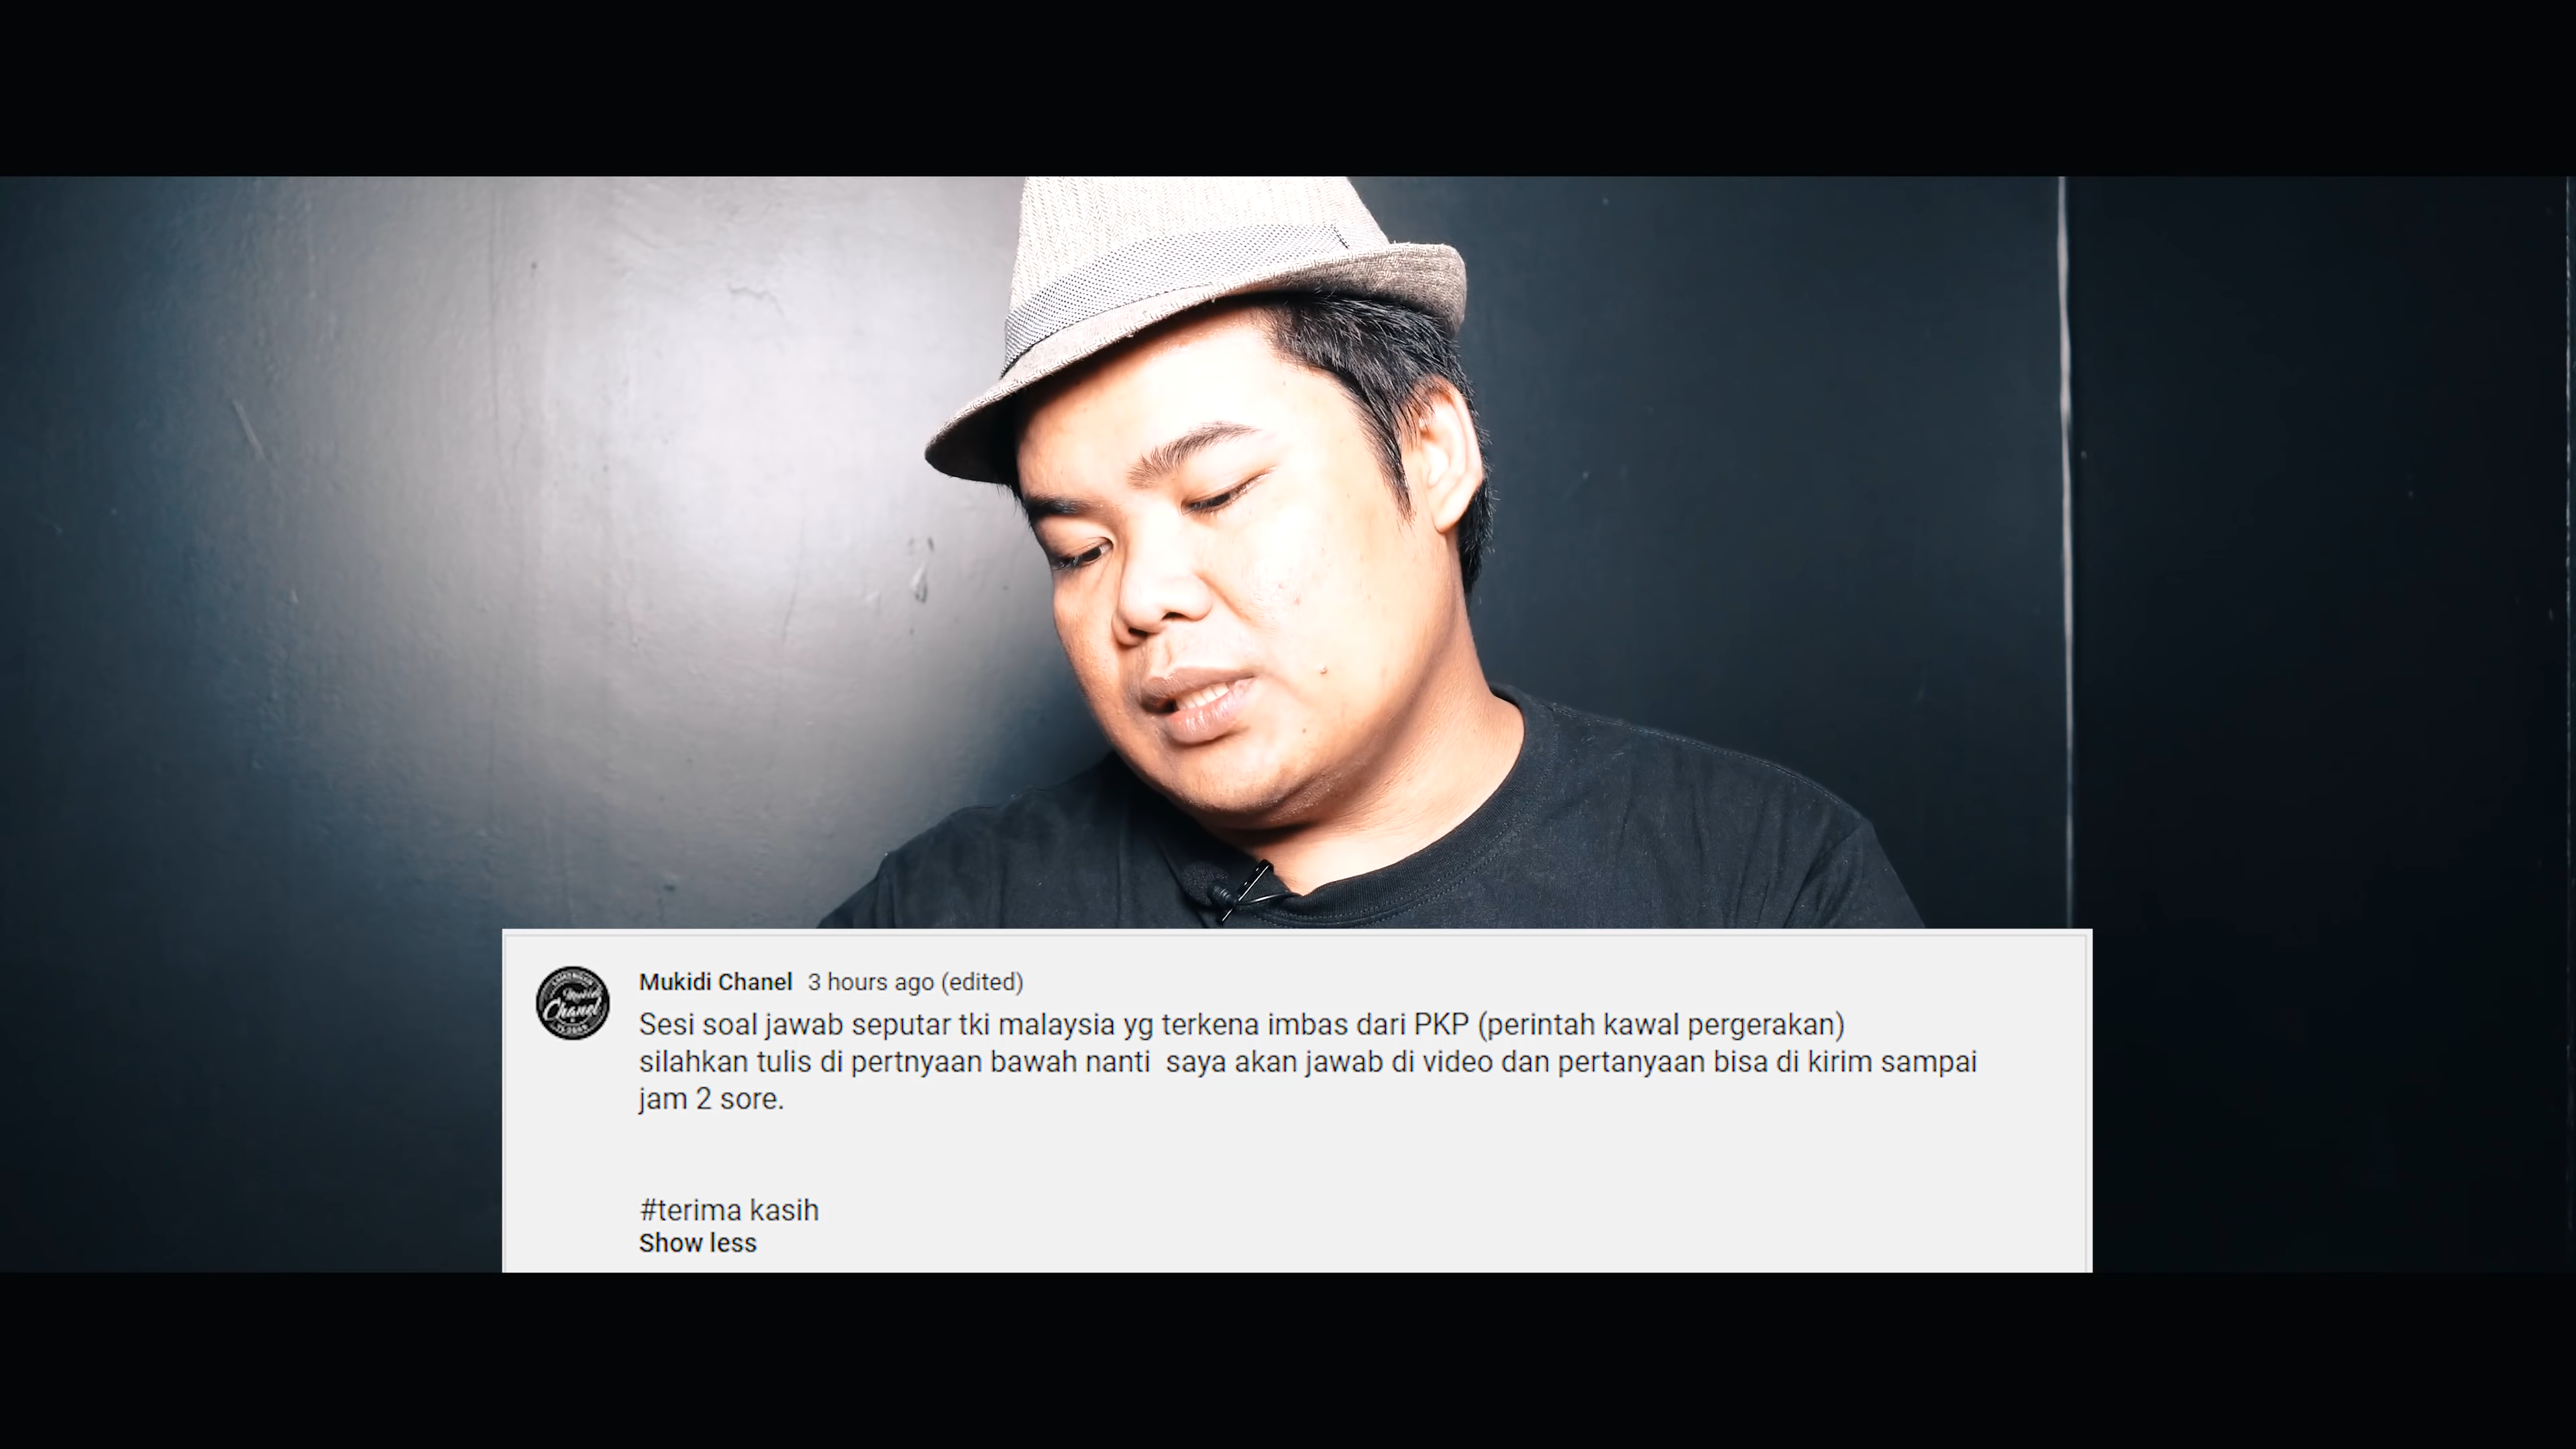 Mukidi Chanel 3 hours ago (edited)
Sesi soal jawab seputar tki malaysia yg terkena imbas dari PKP (perintah kawal pergerakan)
silahkan tulis di pertnyaan bawah nanti  saya akan jawab di video dan pertanyaan bisa di kirim sampai
jam 2 sore.
#terima kasih
Show less
Mukidi
Chanel